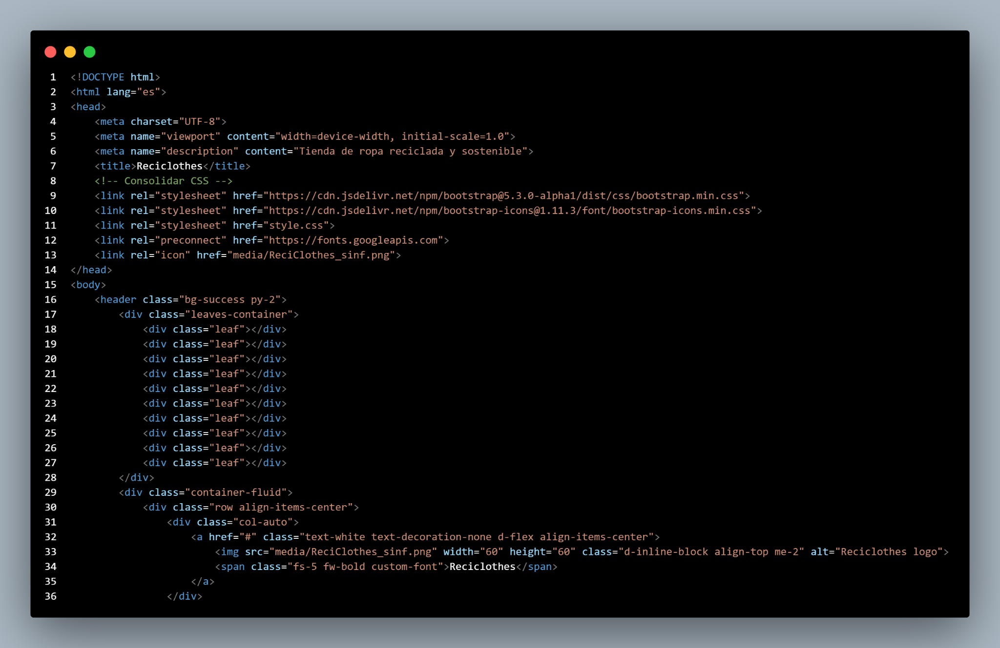 1 <!DOCTYPE html>
2 <html lang="es">
3 <head>
4     <meta charset="UTF-8">
5     <meta name="viewport" content="width=device-width, initial-scale=1.0">
6     <meta name="description" content="Tienda de ropa reciclada y sostenible">
7     <title>Reciclothes</title>
8     <!-- Consolidar CSS -->
9     <link rel="stylesheet" href="https://cdn.jsdelivr.net/npm/bootstrap@5.3.0-alpha1/dist/css/bootstrap.min.css">
10     <link rel="stylesheet" href="https://cdn.jsdelivr.net/npm/bootstrap-icons@1.11.3/font/bootstrap-icons.min.css">
11     <link rel="stylesheet" href="style.css">
12     <link rel="preconnect" href="https://fonts.googleapis.com">
13     <link rel="icon" href="media/ReciClothes_sinf.png">
14 </head>
15 <body>
16     <header class="bg-success py-2">
17         <div class="leaves-container">
18             <div class="leaf"></div>
19             <div class="leaf"></div>
20             <div class="leaf"></div>
21             <div class="leaf"></div>
22             <div class="leaf"></div>
23             <div class="leaf"></div>
24             <div class="leaf"></div>
25             <div class="leaf"></div>
26             <div class="leaf"></div>
27             <div class="leaf"></div>
28         </div>
29         <div class="container-fluid">
30             <div class="row align-items-center">
31                 <div class="col-auto">
32                     <a href="#" class="text-white text-decoration-none d-flex align-items-center">
33                         <img src="media/ReciClothes_sinf.png" width="60" height="60" class="d-inline-block align-top me-2" alt="Reciclothes logo">
34                         <span class="fs-5 fw-bold custom-font">Reciclothes</span>
35                     </a>
36                 </div>